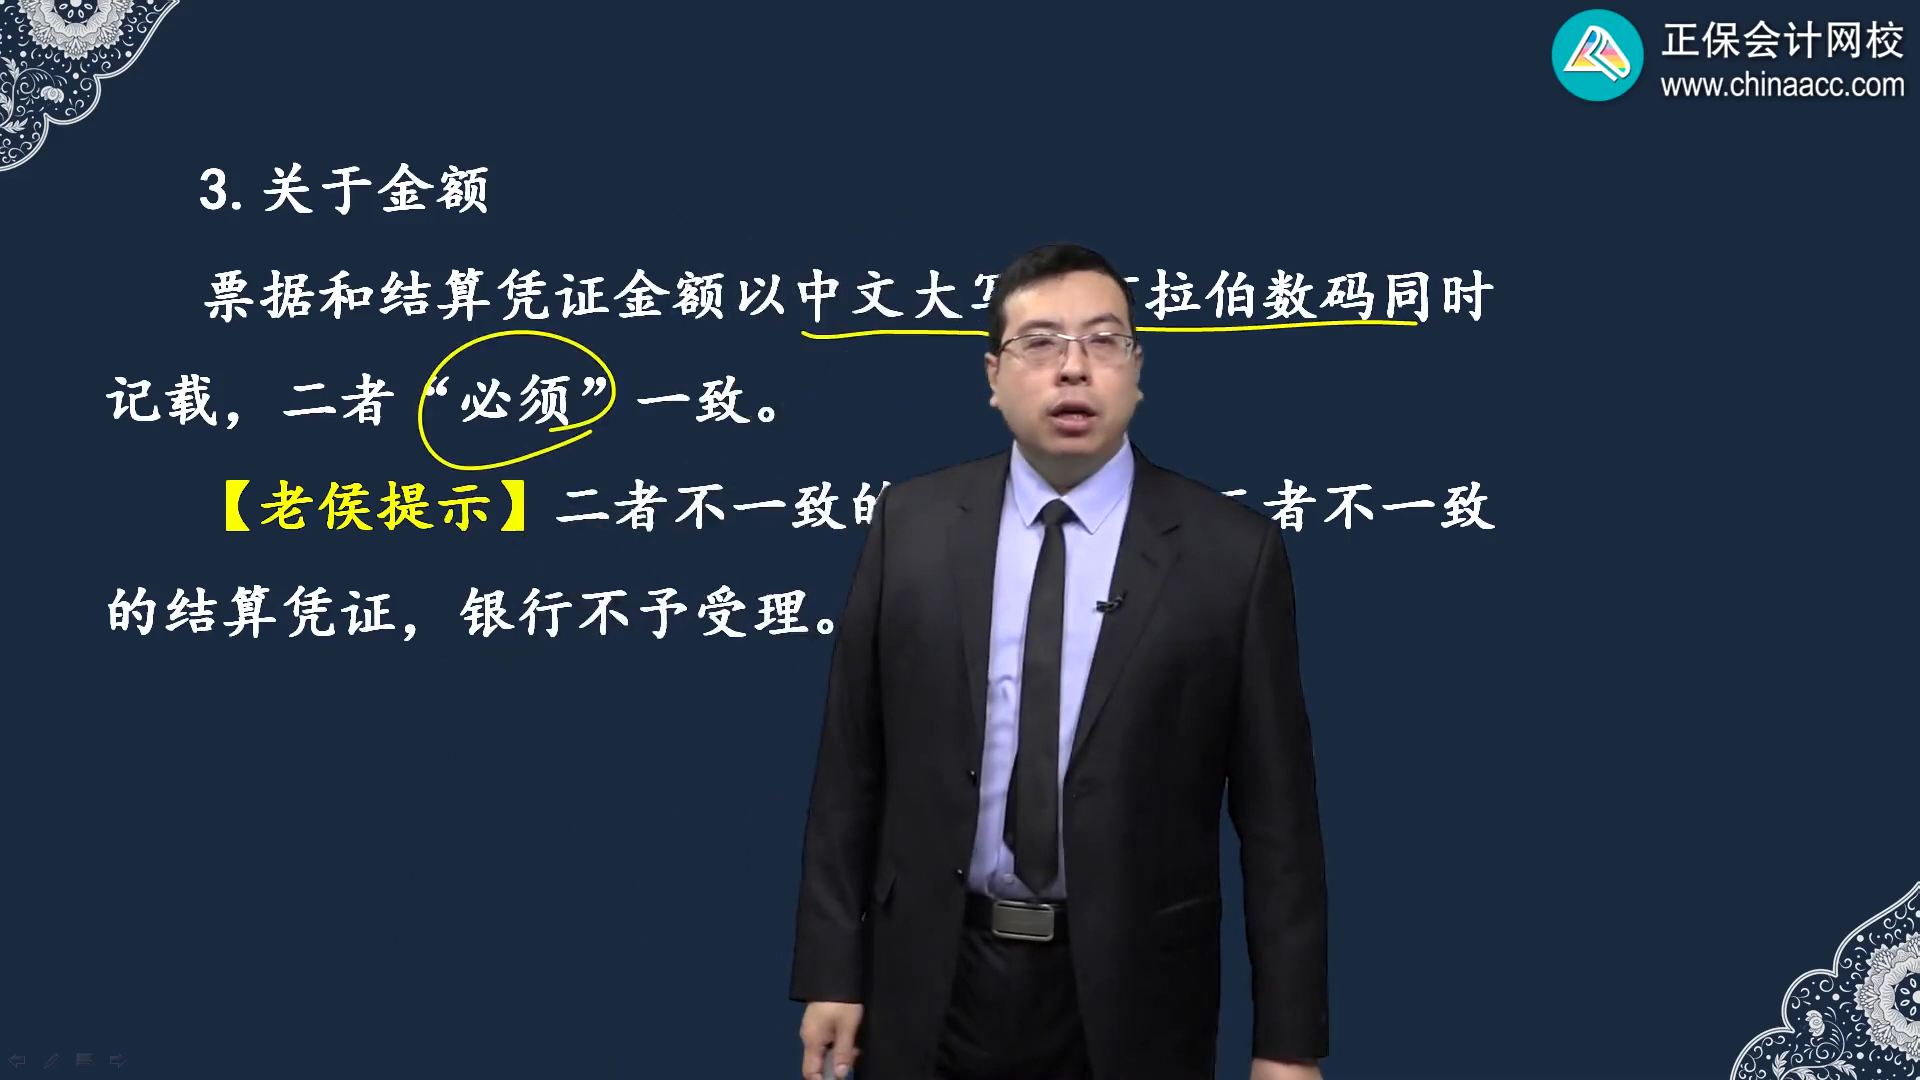 正保会计网校
www.chinaacc.com
3. 关于金额
票据和结算凭证金额以中文大写 拉伯数码同时
记载，二者“必须”一致。
【老侯提示】二者不一致的 者不一致
的结算凭证，银行不予受理。